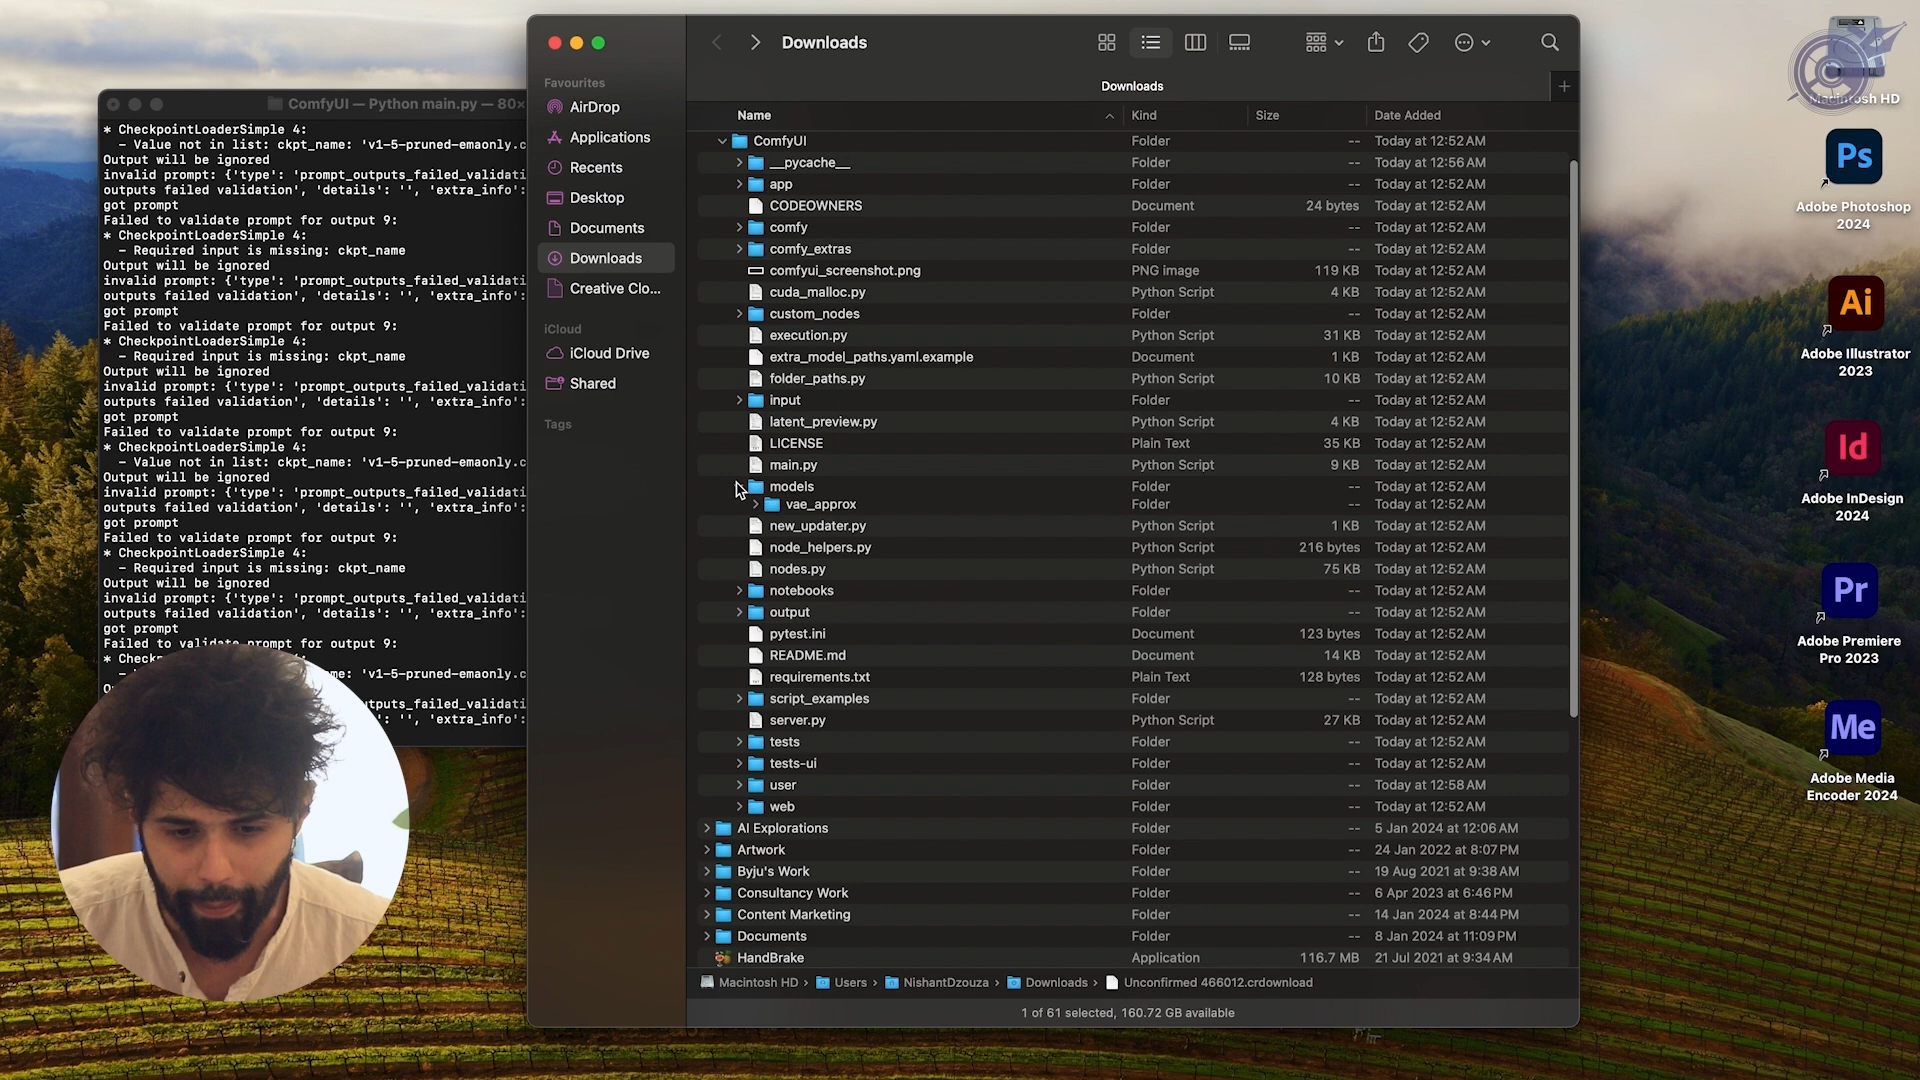 ComfyUI — Python main.py — 80×
* CheckpointLoaderSimple 4:
- Value not in list: ckpt_name: 'v1-5-pruned-emaonly.c
Output will be ignored
invalid prompt: {'type': 'prompt_outputs_failed_validati
outputs failed validation', 'details': '', 'extra_info':
got prompt
Failed to validate prompt for output 9:
* CheckpointLoaderSimple 4:
- Required input is missing: ckpt_name
Output will be ignored
invalid prompt: {'type': 'prompt_outputs_failed_validati
outputs failed validation', 'details': '', 'extra_info':
got prompt
Failed to validate prompt for output 9:
* CheckpointLoaderSimple 4:
- Required input is missing: ckpt_name
Output will be ignored
invalid prompt: {'type': 'prompt_outputs_failed_validati
outputs failed validation', 'details': '', 'extra_info':
got prompt
Failed to validate prompt for output 9:
* CheckpointLoaderSimple 4:
- Value not in list: ckpt_name: 'v1-5-pruned-emaonly.c
Output will be ignored
invalid prompt: {'type': 'prompt_outputs_failed_validati
outputs failed validation', 'details': '', 'extra_info':
got prompt
Failed to validate prompt for output 9:
* CheckpointLoaderSimple 4:
- Required input is missing: ckpt_name
Output will be ignored
invalid prompt: {'type': 'prompt_outputs_failed_validati
outputs failed validation', 'details': '', 'extra_info':
got prompt
Failed to validate prompt for output 9:
4:
me: 'v1-5-pruned-emaonly.c
utputs_failed_validati
'', 'extra_info':
Favourites
AirDrop
Applications
Recents
Desktop
Documents
Downloads
Creative Clo...
iCloud
iCloud Drive
Shared
Tags
Downloads
Downloads
Name Kind Size Date Added
ComfyUI Folder -- Today at 12:52 AM
__pycache__ Folder -- Today at 12:56 AM
app Folder -- Today at 12:52 AM
CODEOWNERS Document 24 bytes Today at 12:52 AM
comfy Folder -- Today at 12:52 AM
comfy_extras Folder -- Today at 12:52 AM
comfyui_screenshot.png PNG image 119 KB Today at 12:52 AM
cuda_malloc.py Python Script 4 KB Today at 12:52 AM
custom_nodes Folder -- Today at 12:52 AM
execution.py Python Script 31 KB Today at 12:52 AM
extra_model_paths.yaml.example Document 1 KB Today at 12:52 AM
folder_paths.py Python Script 10 KB Today at 12:52 AM
input Folder -- Today at 12:52 AM
latent_preview.py Python Script 4 KB Today at 12:52 AM
LICENSE Plain Text 35 KB Today at 12:52 AM
main.py Python Script 9 KB Today at 12:52 AM
models Folder -- Today at 12:52 AM
vae_approx Folder -- Today at 12:52 AM
new_updater.py Python Script 1 KB Today at 12:52 AM
node_helpers.py Python Script 216 bytes Today at 12:52 AM
nodes.py Python Script 75 KB Today at 12:52 AM
notebooks Folder -- Today at 12:52 AM
output Folder -- Today at 12:52 AM
pytest.ini Document 123 bytes Today at 12:52 AM
README.md Document 14 KB Today at 12:52 AM
requirements.txt Plain Text 128 bytes Today at 12:52 AM
script_examples Folder -- Today at 12:52 AM
server.py Python Script 27 KB Today at 12:52 AM
tests Folder -- Today at 12:52 AM
tests-ui Folder -- Today at 12:52 AM
user Folder -- Today at 12:58 AM
web Folder -- Today at 12:52 AM
AI Explorations Folder -- 5 Jan 2024 at 12:06 AM
Artwork Folder -- 24 Jan 2022 at 8:07 PM
Byju's Work Folder -- 19 Aug 2021 at 9:38 AM
Consultancy Work Folder -- 6 Apr 2023 at 6:46 PM
Content Marketing Folder -- 14 Jan 2024 at 8:44 PM
Documents Folder -- 8 Jan 2024 at 11:09 PM
HandBrake Application 116.7 MB 21 Jul 2021 at 9:34 AM
Macintosh HD › Users › NishantDzouza › Downloads › Unconfirmed 466012.crdownload
1 of 61 selected, 160.72 GB available
Macintosh HD
Ps
Adobe Photoshop
2024
Ai
Adobe Illustrator
2023
Id
Adobe InDesign
2024
Pr
Adobe Premiere
Pro 2023
Me
Adobe Media
Encoder 2024